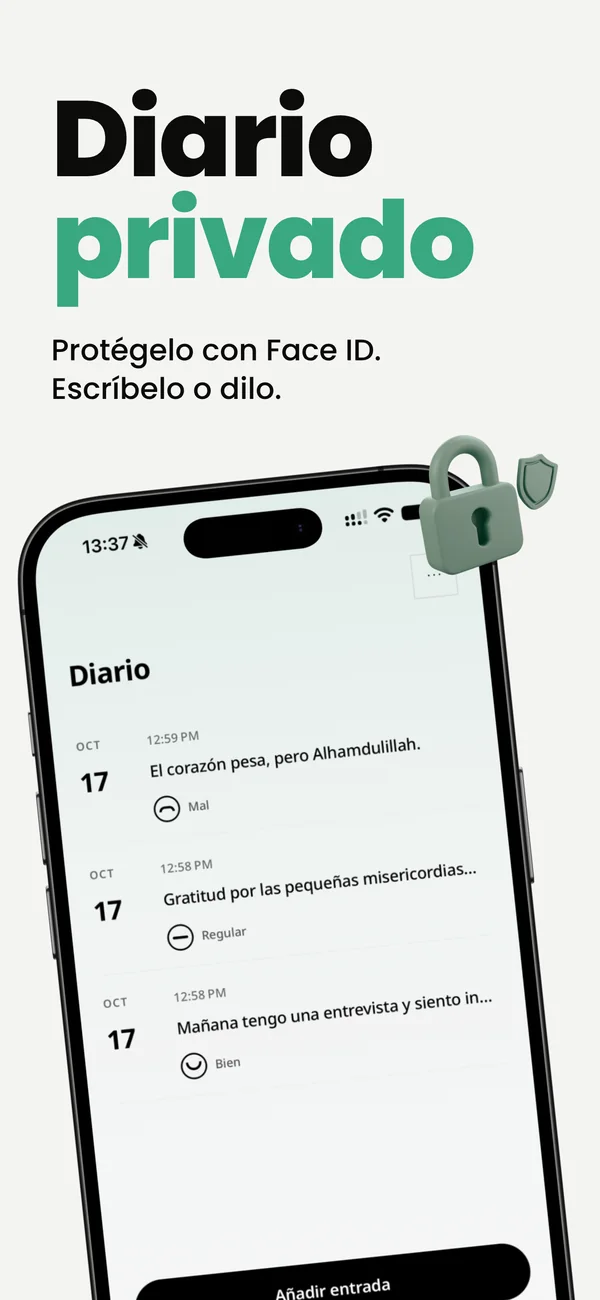 Diario
privado
Protégelo con Face ID.
Escríbelo o dilo.
13:37
...
Diario
OCT
17
12:59 PM
El corazón pesa, pero Alhamdulillah.
Mal
OCT
17
12:58 PM
Gratitud por las pequeñas misericordias...
Regular
OCT
17
12:58 PM
Mañana tengo una entrevista y siento in...
Bien
Añadir entrada